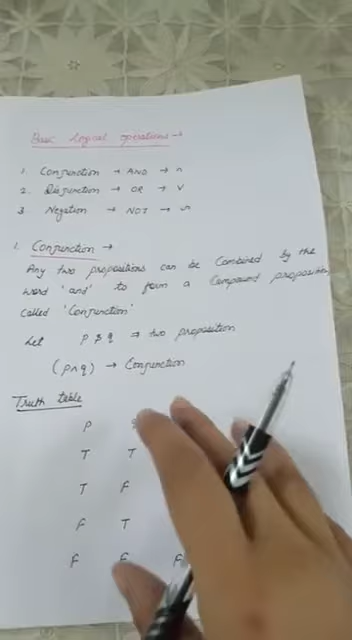 Basic Logical operations →
1. Conjunction → AND → ∧
2. Disjunction → OR → ∨
3. Negation → NOT →
1. Conjunction →
Any two propositions can be Combined by the
word 'and' to form a Compound proposition
called 'Conjunction'
Let P & q ⇒ two proposition
(p∧q) → Conjunction
Truth table
P q
T T
T F
F T
F F F